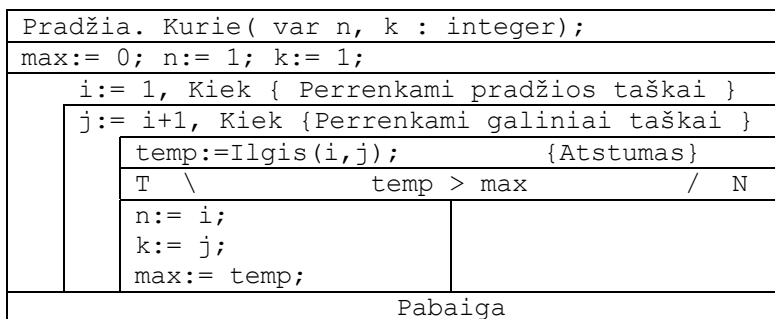 Pradžia. Kurie( var n, k : integer);
max:= 0; n:= 1; k:= 1;
i:= 1, Kiek { Perrenkami pradžios taškai }
j:= i+1, Kiek {Perrenkami galiniai taškai }
temp:=Ilgis(i,j); {Atstumas}
T \ temp > max / N
n:= i;
k:= j;
max:= temp;
Pabaiga